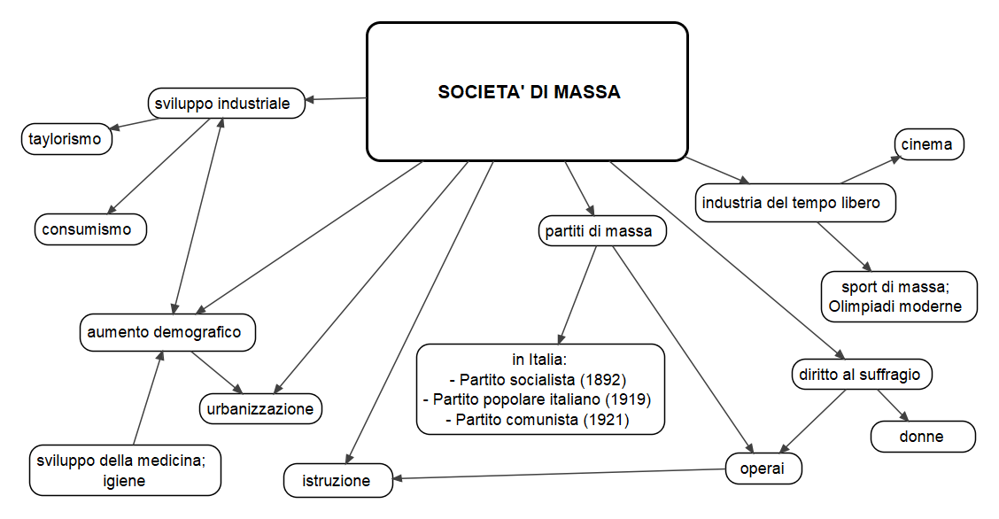 SOCIETA' DI MASSA
sviluppo industriale
taylorismo
cinema
industria del tempo libero
consumismo
partiti di massa
sport di massa;
Olimpiadi moderne
aumento demografico
in Italia:
- Partito socialista (1892)
- Partito popolare italiano (1919)
- Partito comunista (1921)
diritto al suffragio
urbanizzazione
donne
sviluppo della medicina;
igiene
istruzione
operai